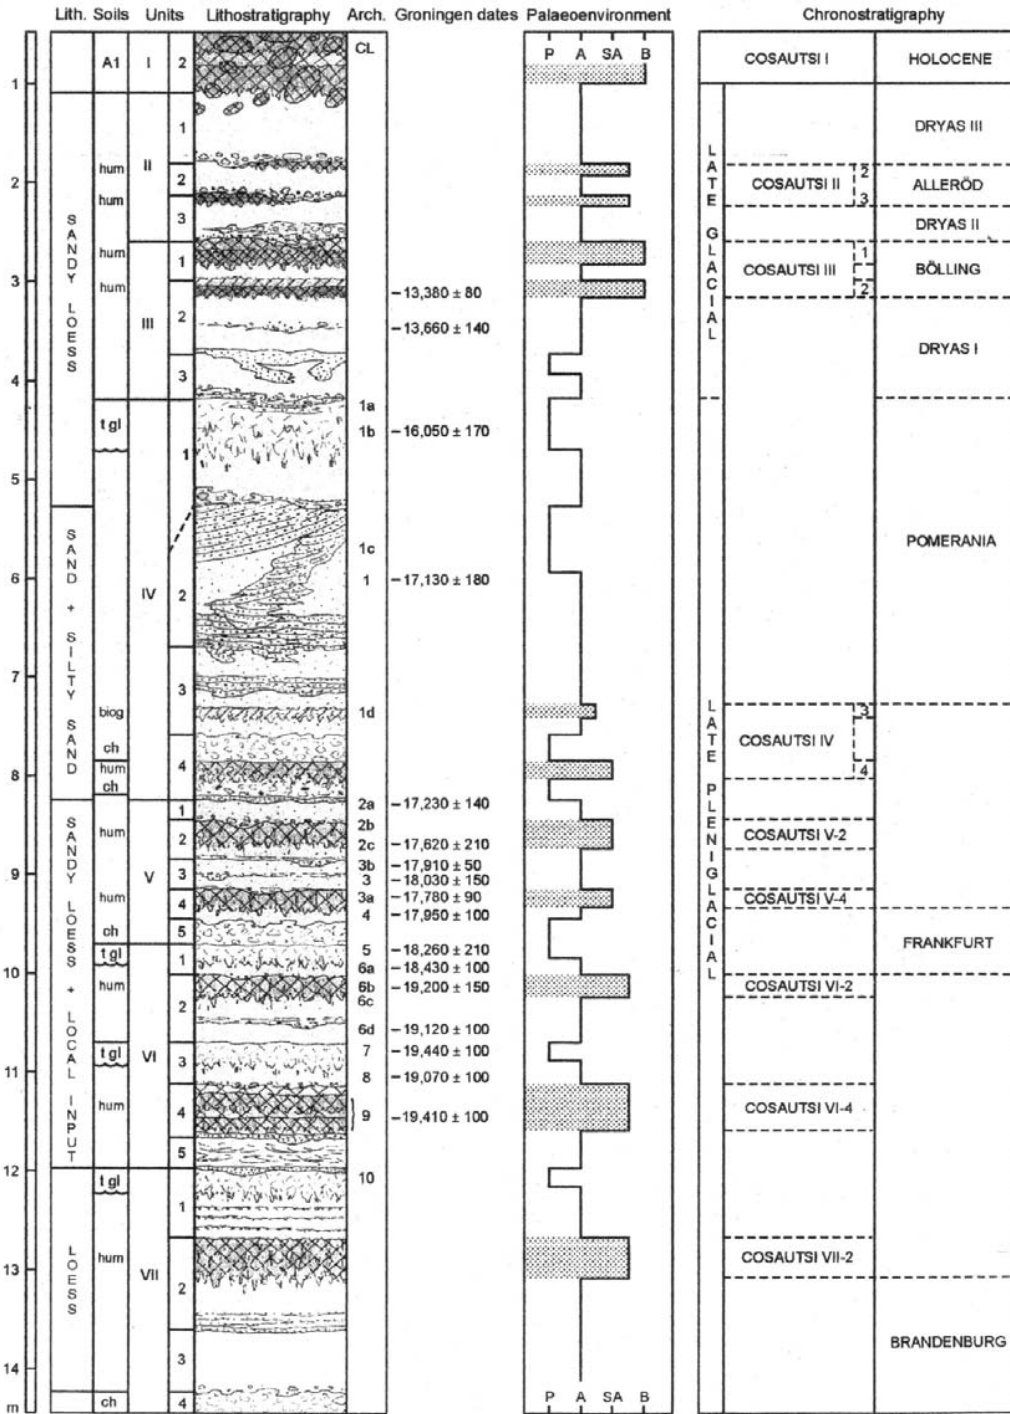 Lith. Soils Units Lithostratigraphy Arch. Groningen dates Palaeoenvironment Chronostratigraphy
P A SA B
CL
A1 I 2 COSAUTSI I HOLOCENE
1
1 DRYAS III
II
hum 2 COSAUTSI II 2 ALLERÖD
2 3
hum
3 DRYAS II
hum 1 COSAUTSI III 1 BÖLLING
3
hum 2 −13,380 ± 80
2 −13,660 ± 140
III
3 DRYAS I
4
SANDY LOESS
LATE GLACIAL
1a
t gl 1b −16,050 ± 170
1
5
1c POMERANIA
6 1 −17,130 ± 180
IV 2
SAND + SILTY SAND
7 3
biog 1d 3
ch COSAUTSI IV
8 hum 4 4
ch
1 2a −17,230 ± 140
2b
hum 2 COSAUTSI V-2
2c −17,620 ± 210
3b −17,910 ± 50
9 V 3 3 −18,030 ± 150
hum 4 3a −17,780 ± 90 COSAUTSI V-4
4 −17,950 ± 100
ch 5
t gl 5 −18,260 ± 210 FRANKFURT
1
10 6a −18,430 ± 100
hum 6b −19,200 ± 150 COSAUTSI VI-2
2 6c
6d −19,120 ± 100
t gl VI 3 7 −19,440 ± 100
11 8 −19,070 ± 100
hum 4 COSAUTSI VI-4
9 −19,410 ± 100
5
SANDY LOESS + LOCAL INPUT
LATE PLENIGLACIAL
12
t gl 10
1
hum COSAUTSI VII-2
13 VII 2
LOESS
3 BRANDENBURG
14
m ch 4
P A SA B